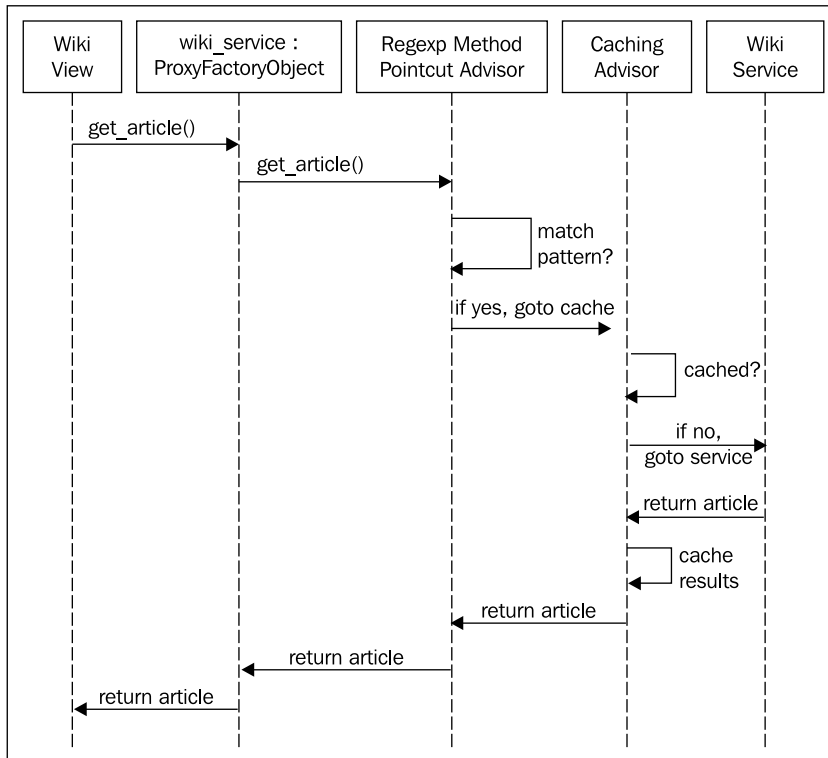 Wiki
View
wiki_service :
ProxyFactoryObject
Regexp Method
Pointcut Advisor
Caching
Advisor
Wiki
Service
get_article()
get_article()
match
pattern?
if yes, goto cache
cached?
if no,
goto service
return article
cache
results
return article
return article
return article